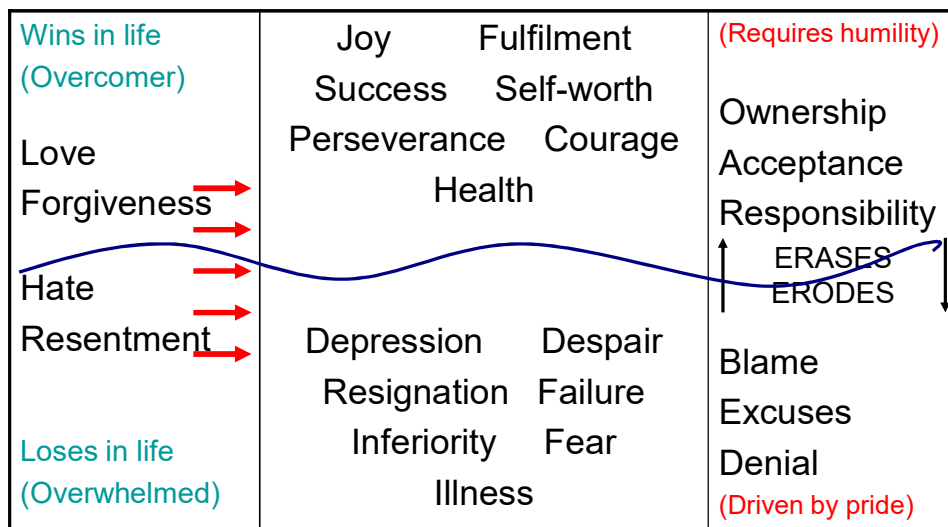 Wins in life
(Overcomer)
Love
Forgiveness
Hate
Resentment
Loses in life
(Overwhelmed)
Joy Fulfilment
Success Self-worth
Perseverance Courage
Health
Depression Despair
Resignation Failure
Inferiority Fear
Illness
(Requires humility)
Ownership
Acceptance
Responsibility
ERASES
ERODES
Blame
Excuses
Denial
(Driven by pride)